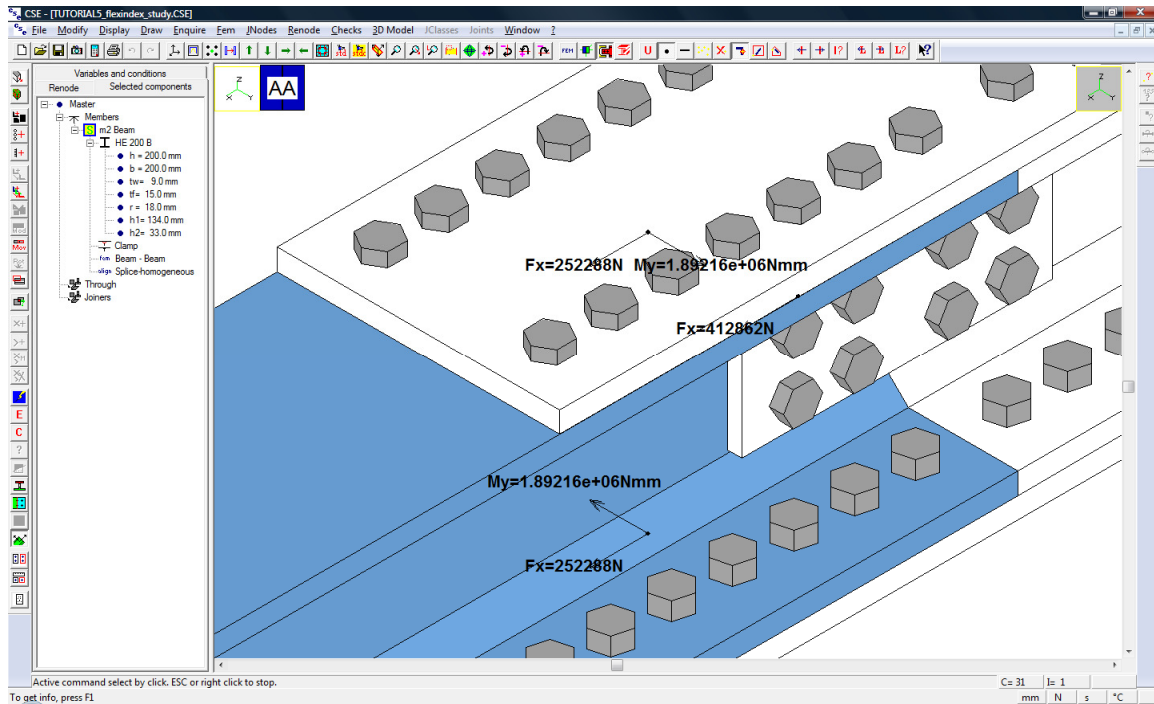 CSE - [TUTORIAL5_flexindex_study.CSE]
File Modify Display Draw Enquire Fem JNodes Renode Checks 3D Model JClasses Joints Window ?
FEM U I? L?
Variables and conditions
Renode Selected components
Master
Members
m2 Beam
HE 200 B
h = 200.0 mm
b = 200.0 mm
tw= 9.0 mm
tf= 15.0 mm
r = 18.0 mm
h1= 134.0 mm
h2= 33.0 mm
Clamp
fem Beam - Beam
align Splice-homogeneous
Through
Joiners
Z
X Y
AA
Z
X Y
Fx=252288N My=1.89216e+06Nmm
Fx=412862N
My=1.89216e+06Nmm
Fx=252288N
Mov
E
C
?
Active command select by click. ESC or right click to stop.
C= 31 I= 1
To get info, press F1
mm N s °C